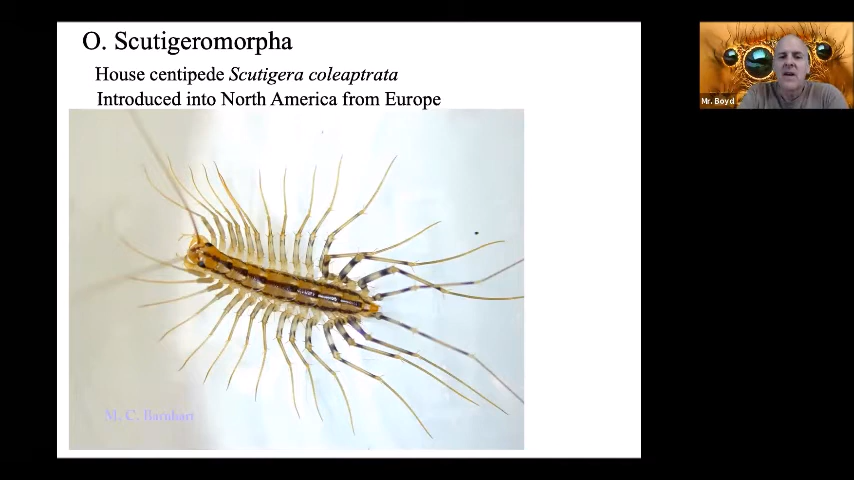 O. Scutigeromorpha
House centipede Scutigera coleaptrata
Introduced into North America from Europe
Mr. Boyd
M. C. Barnhart